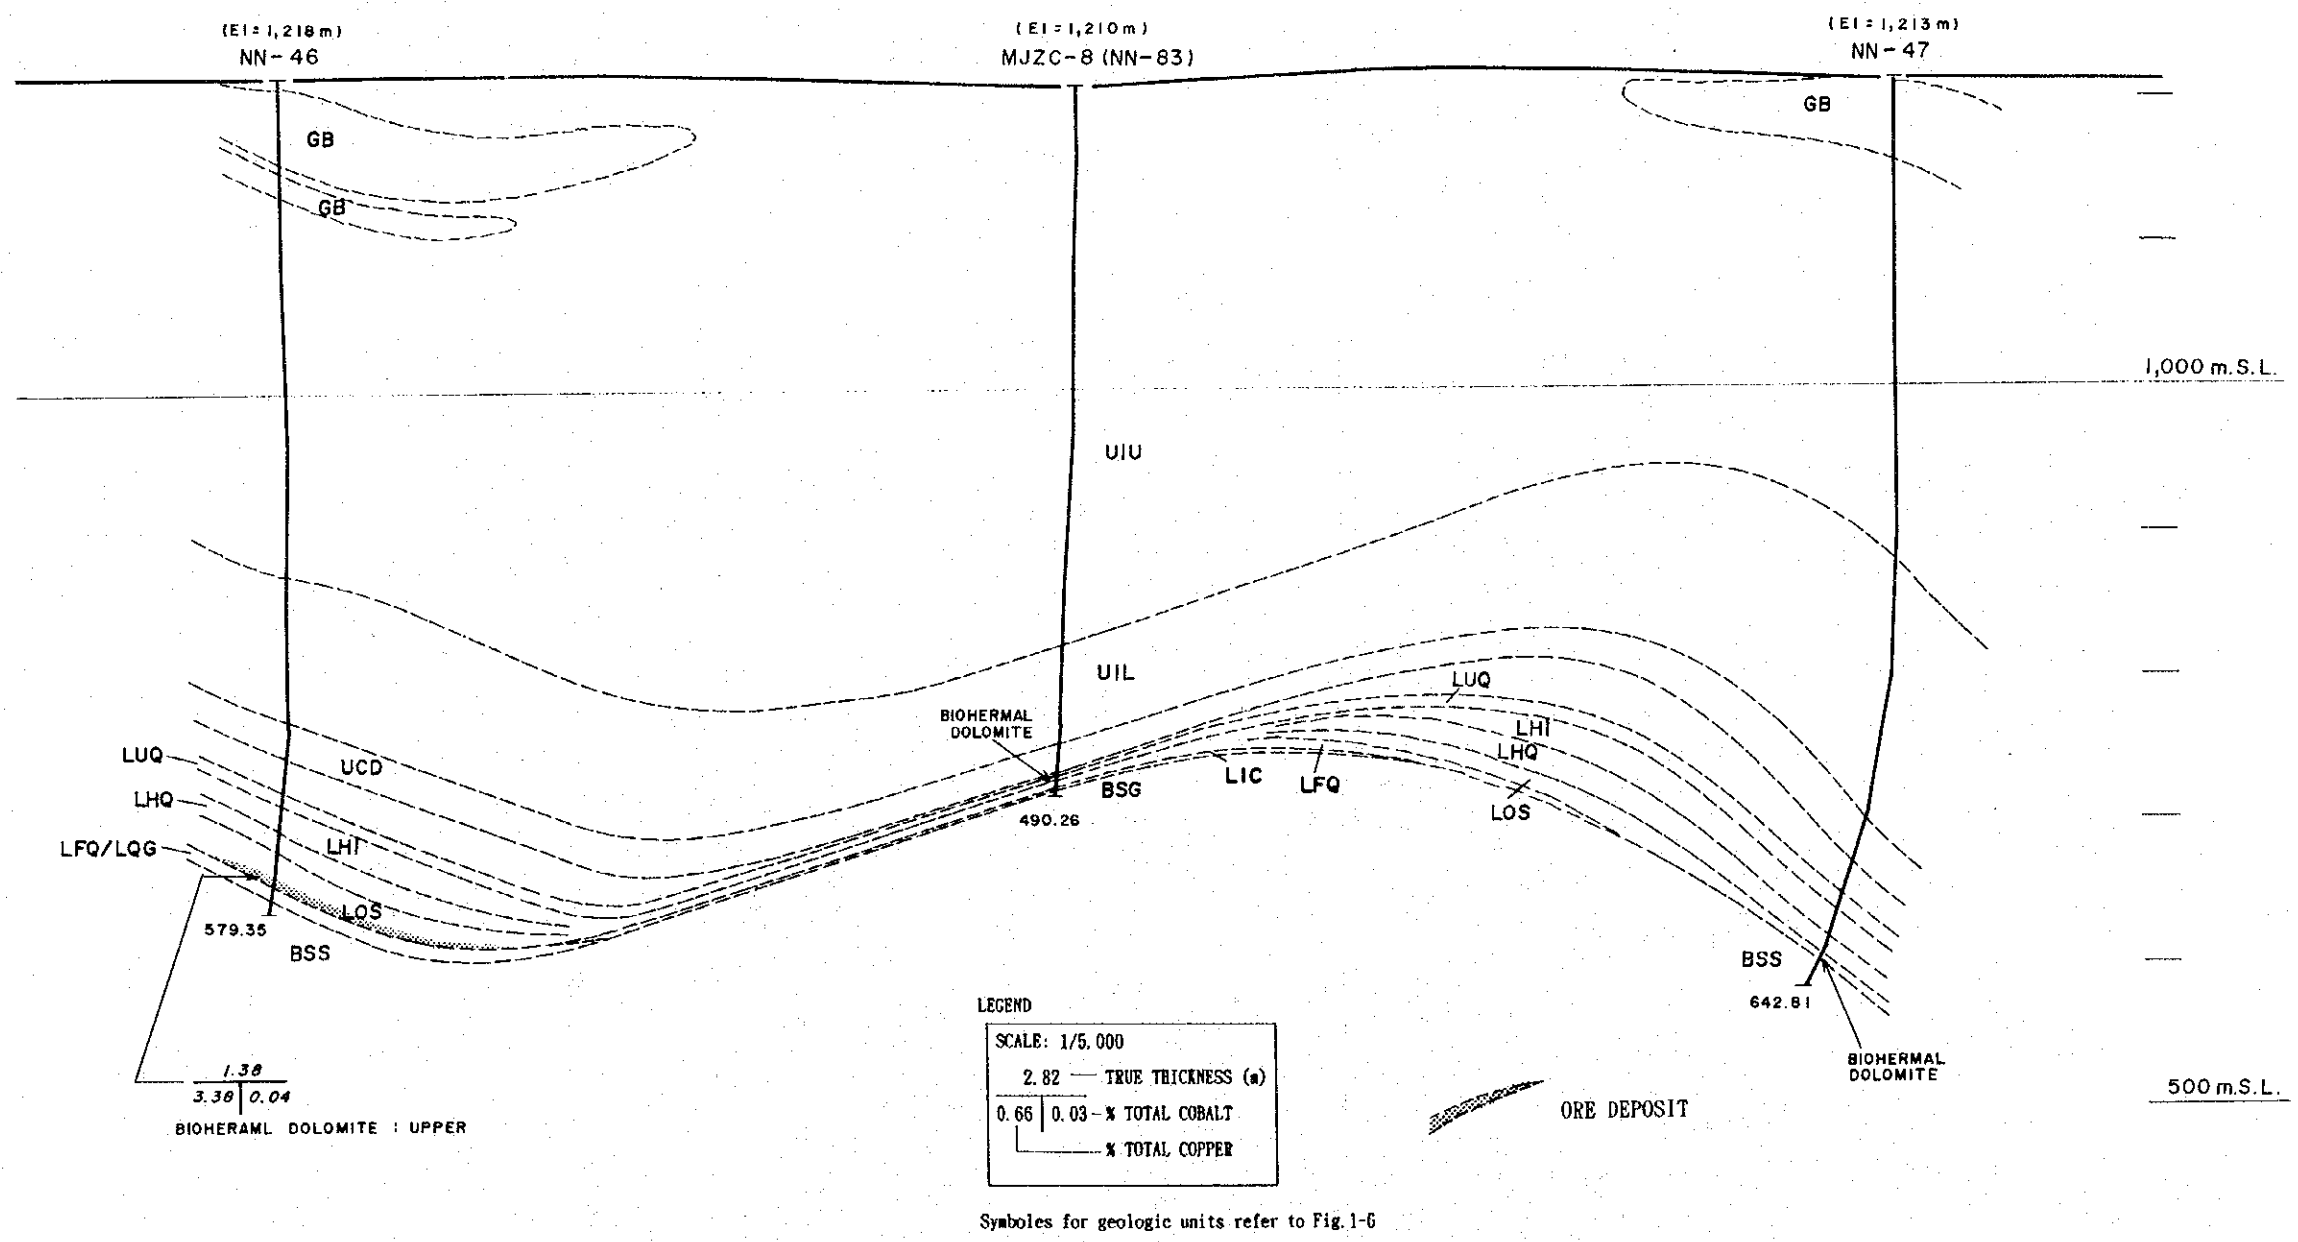 (El=1,218m)
NN-46
(El=1,210m)
MJZC-8 (NN-83)
(El=1,213m)
NN-47
GB
GB
GB
1,000 m.S.L.
UIU
UIL
LUQ
BIOHERMAL
DOLOMITE
LHI
LHQ
LUQ
UCD
LIC
LFQ
BSG
LHQ
LOS
490.26
LHI
LFQ/LQG
LOS
579.35
BSS
BSS
642.81
BIOHERMAL
DOLOMITE
1.38
3.38 0.04
BIOHERAML DOLOMITE : UPPER
LEGEND
SCALE: 1/5.000
2.82 — TRUE THICKNESS (m)
0.66 0.03 - % TOTAL COBALT
% TOTAL COPPER
ORE DEPOSIT
500 m.S.L.
Symboles for geologic units refer to Fig.1-6